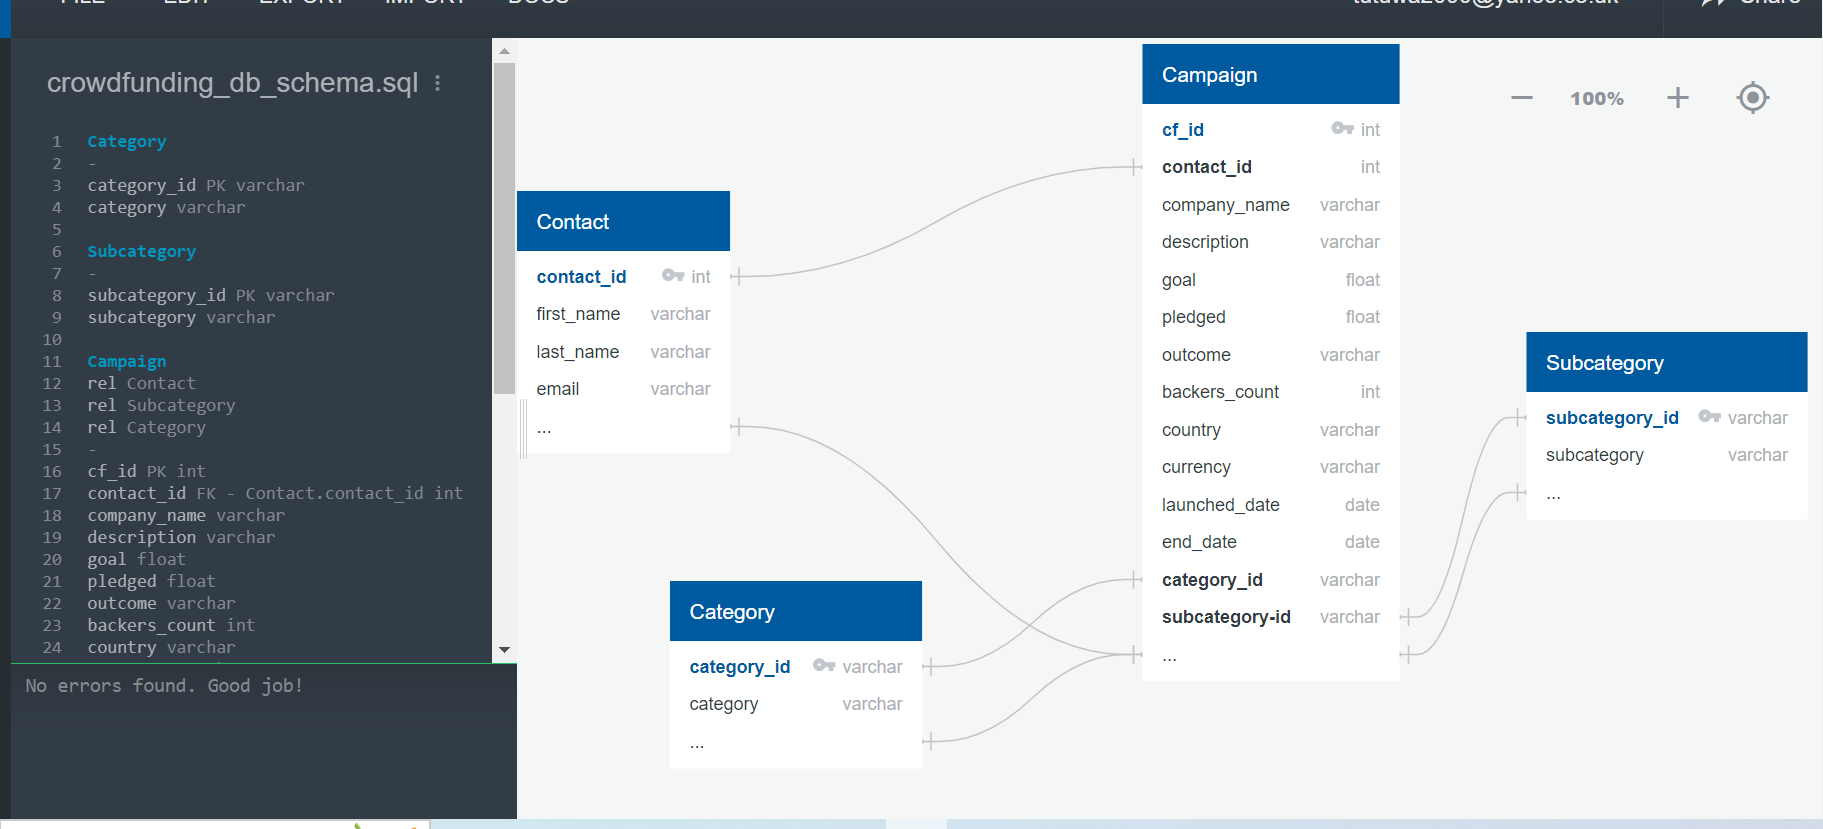 FILE EDIT EXPORT IMPORT DOCS
Share
crowdfunding_db_schema.sql
1 Category
2 -
3 category_id PK varchar
4 category varchar
5
6 Subcategory
7 -
8 subcategory_id PK varchar
9 subcategory varchar
10
11 Campaign
12 rel Contact
13 rel Subcategory
14 rel Category
15 -
16 cf_id PK int
17 contact_id FK - Contact.contact_id int
18 company_name varchar
19 description varchar
20 goal float
21 pledged float
22 outcome varchar
23 backers_count int
24 country varchar
No errors found. Good job!
Contact
contact_id int
first_name varchar
last_name varchar
email varchar
...
Category
category_id varchar
category varchar
...
Campaign
cf_id int
contact_id int
company_name varchar
description varchar
goal float
pledged float
outcome varchar
backers_count int
country varchar
currency varchar
launched_date date
end_date date
category_id varchar
subcategory-id varchar
...
100%
Subcategory
subcategory_id varchar
subcategory varchar
...